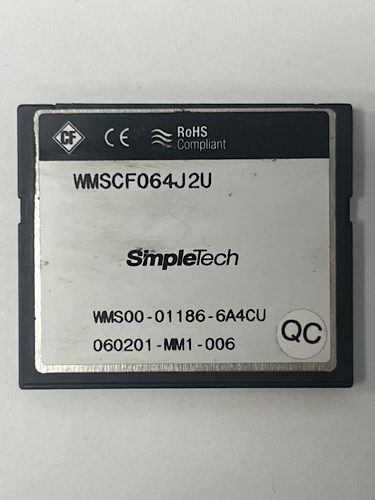 CF CE RoHS
Compliant
WMSCF064J2U
SimpleTech
WMS00-01186-6A4CU
060201-MM1-006
QC